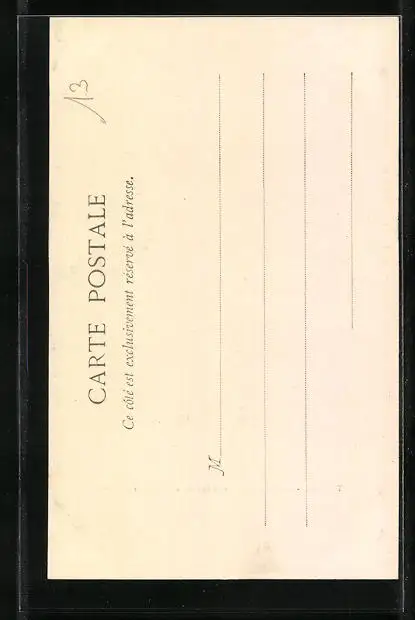 CARTE POSTALE
Ce côté est exclusivement réservé à l'adresse.
M
13